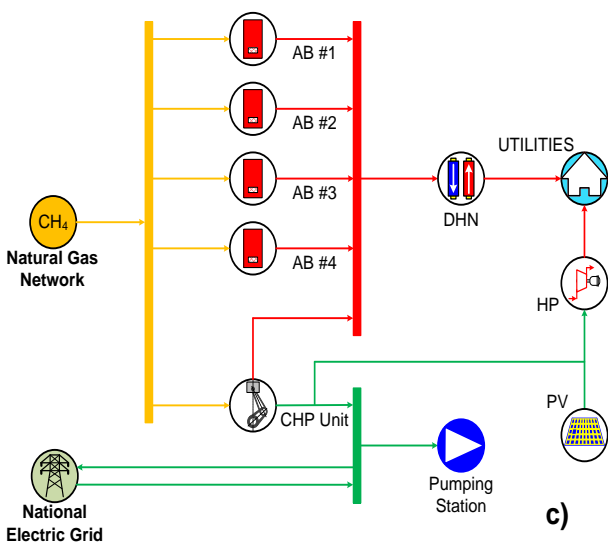 AB #1
AB #2
UTILITIES
AB #3
CH4
DHN
Natural Gas
Network
AB #4
HP
PV
CHP Unit
Pumping
Station
c)
National
Electric Grid